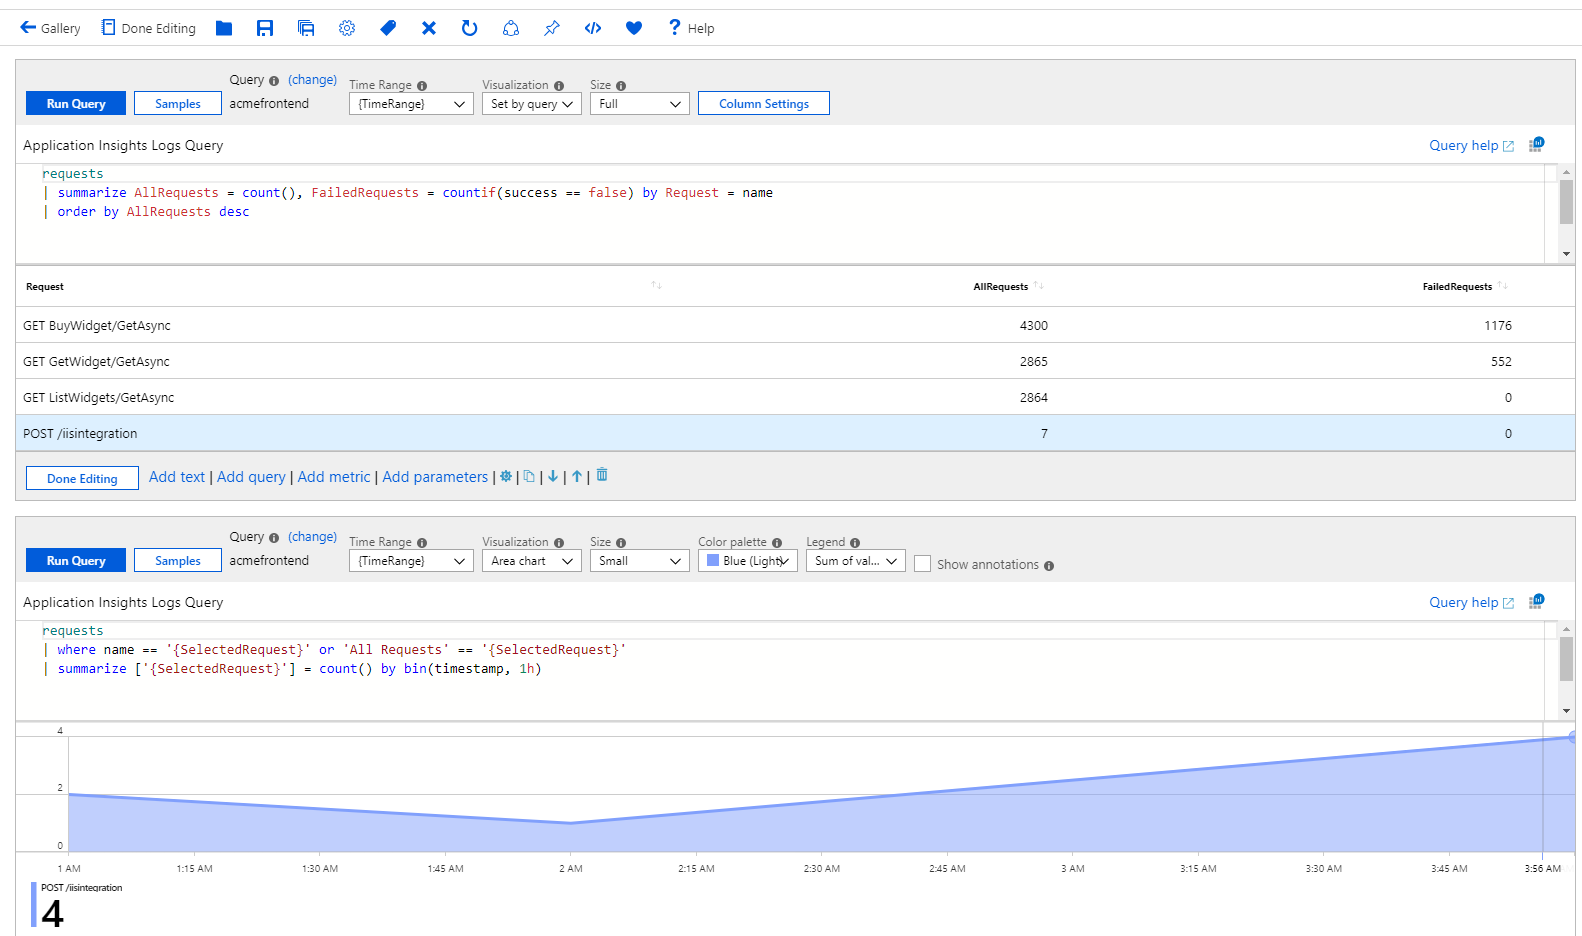 Gallery Done Editing Help
Query (change) Time Range Visualization Size
Run Query Samples acmefrontend {TimeRange} Set by query Full Column Settings
Application Insights Logs Query Query help
requests
| summarize AllRequests = count(), FailedRequests = countif(success == false) by Request = name
| order by AllRequests desc
Request AllRequests FailedRequests
GET BuyWidget/GetAsync 4300 1176
GET GetWidget/GetAsync 2865 552
GET ListWidgets/GetAsync 2864 0
POST /iisintegration 7 0
Done Editing Add text | Add query | Add metric | Add parameters | | | | |
Query (change) Time Range Visualization Size Color palette Legend
Run Query Samples acmefrontend {TimeRange} Area chart Small Blue (Light) Sum of val... Show annotations
Application Insights Logs Query Query help
requests
| where name == '{SelectedRequest}' or 'All Requests' == '{SelectedRequest}'
| summarize ['{SelectedRequest}'] = count() by bin(timestamp, 1h)
4
2
0
1 AM 1:15 AM 1:30 AM 1:45 AM 2 AM 2:15 AM 2:30 AM 2:45 AM 3 AM 3:15 AM 3:30 AM 3:45 AM 3:56 AM
POST /iisintegration
4